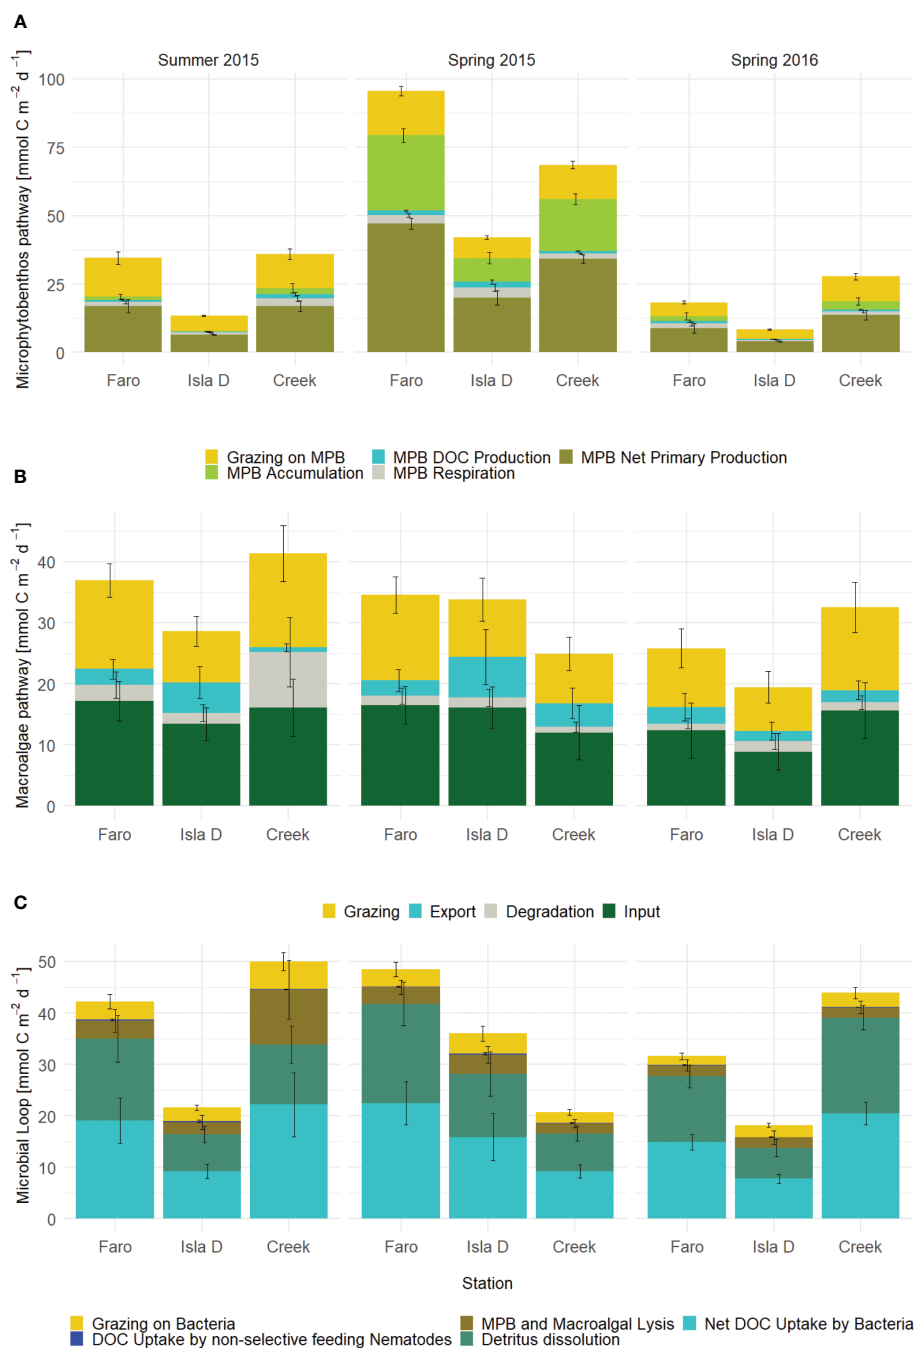 A
Summer 2015 Spring 2015 Spring 2016
Microphytobenthos pathway [mmol C m⁻² d⁻¹]
100
75
50
25
0
Faro Isla D Creek Faro Isla D Creek Faro Isla D Creek
Grazing on MPB MPB DOC Production MPB Net Primary Production
MPB Accumulation MPB Respiration
B
Macroalgae pathway [mmol C m⁻² d⁻¹]
40
30
20
10
0
Faro Isla D Creek Faro Isla D Creek Faro Isla D Creek
Grazing Export Degradation Input
C
Microbial Loop [mmol C m⁻² d⁻¹]
50
40
30
20
10
0
Faro Isla D Creek Faro Isla D Creek Faro Isla D Creek
Station
Grazing on Bacteria MPB and Macroalgal Lysis Net DOC Uptake by Bacteria
DOC Uptake by non-selective feeding Nematodes Detritus dissolution